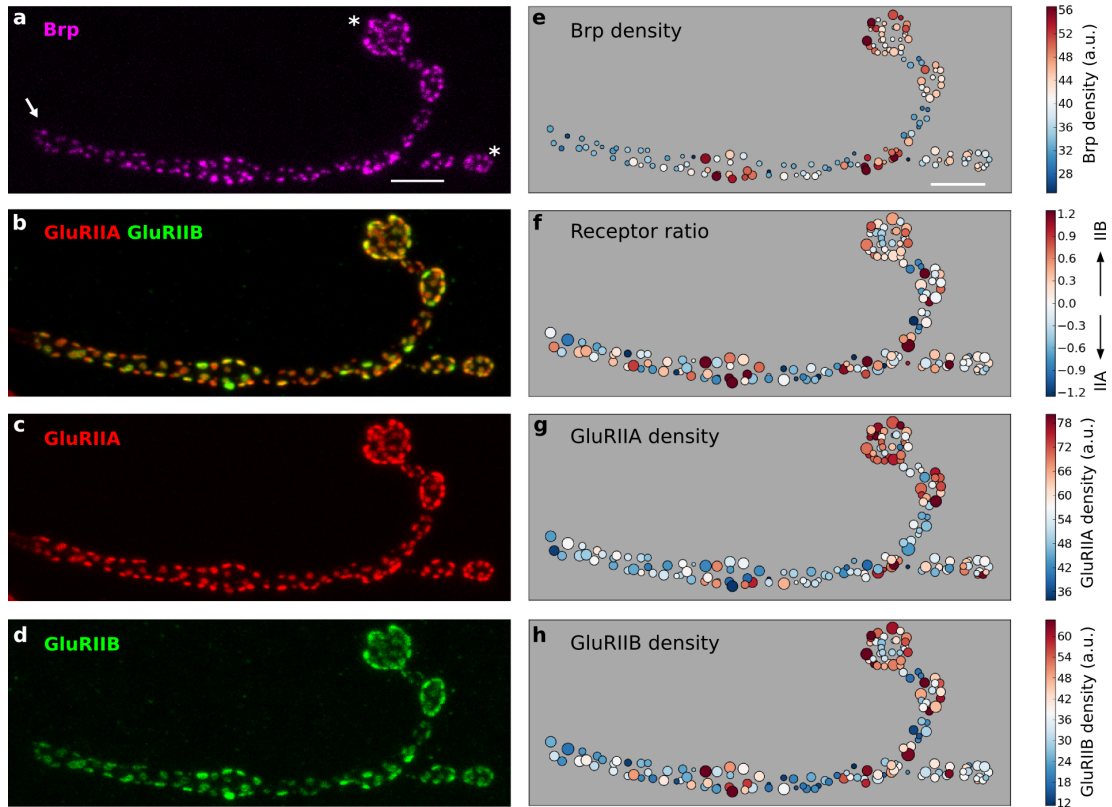 a
Brp
*
*
b
GluRIIA GluRIIB
c
GluRIIA
d
GluRIIB
e
Brp density
56
52
48
44
40
36
32
28
Brp density (a.u.)
f
Receptor ratio
1.2
0.9
0.6
0.3
0.0
−0.3
−0.6
−0.9
−1.2
IIA
IIB
g
GluRIIA density
78
72
66
60
54
48
42
36
GluRIIA density (a.u.)
h
GluRIIB density
60
54
48
42
36
30
24
18
12
GluRIIB density (a.u.)